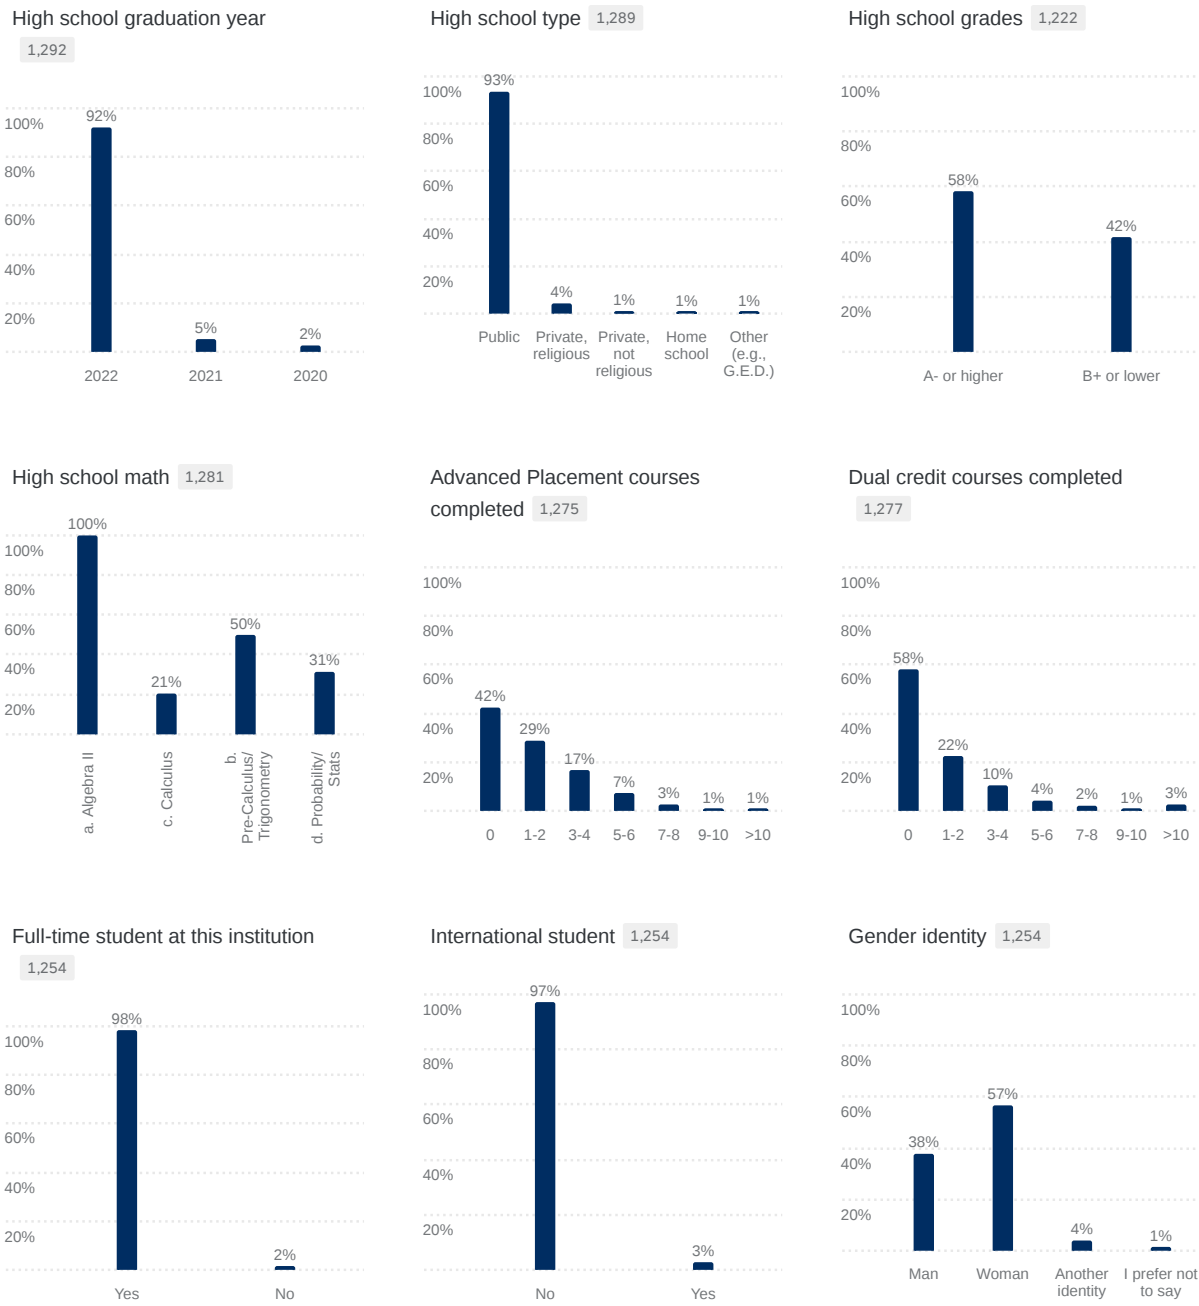 High school graduation year
1,292
100%
80%
60%
40%
20%
92%
5%
2%
2022
2021
2020
High school type 1,289
100%
80%
60%
40%
20%
93%
4%
1%
1%
1%
Public
Private,
religious
Private,
not
religious
Home
school
Other
(e.g.,
G.E.D.)
High school grades 1,222
100%
80%
60%
40%
20%
58%
42%
A- or higher
B+ or lower
High school math 1,281
100%
80%
60%
40%
20%
100%
21%
50%
31%
a. Algebra II
c. Calculus
b.
Pre-Calculus/
Trigonometry
d. Probability/
Stats
Advanced Placement courses
completed 1,275
100%
80%
60%
40%
20%
42%
29%
17%
7%
3%
1%
1%
0
1-2
3-4
5-6
7-8
9-10
>10
Dual credit courses completed
1,277
100%
80%
60%
40%
20%
58%
22%
10%
4%
2%
1%
3%
0
1-2
3-4
5-6
7-8
9-10
>10
Full-time student at this institution
1,254
100%
80%
60%
40%
20%
98%
2%
Yes
No
International student 1,254
100%
80%
60%
40%
20%
97%
3%
No
Yes
Gender identity 1,254
100%
80%
60%
40%
20%
38%
57%
4%
1%
Man
Woman
Another
identity
I prefer not
to say